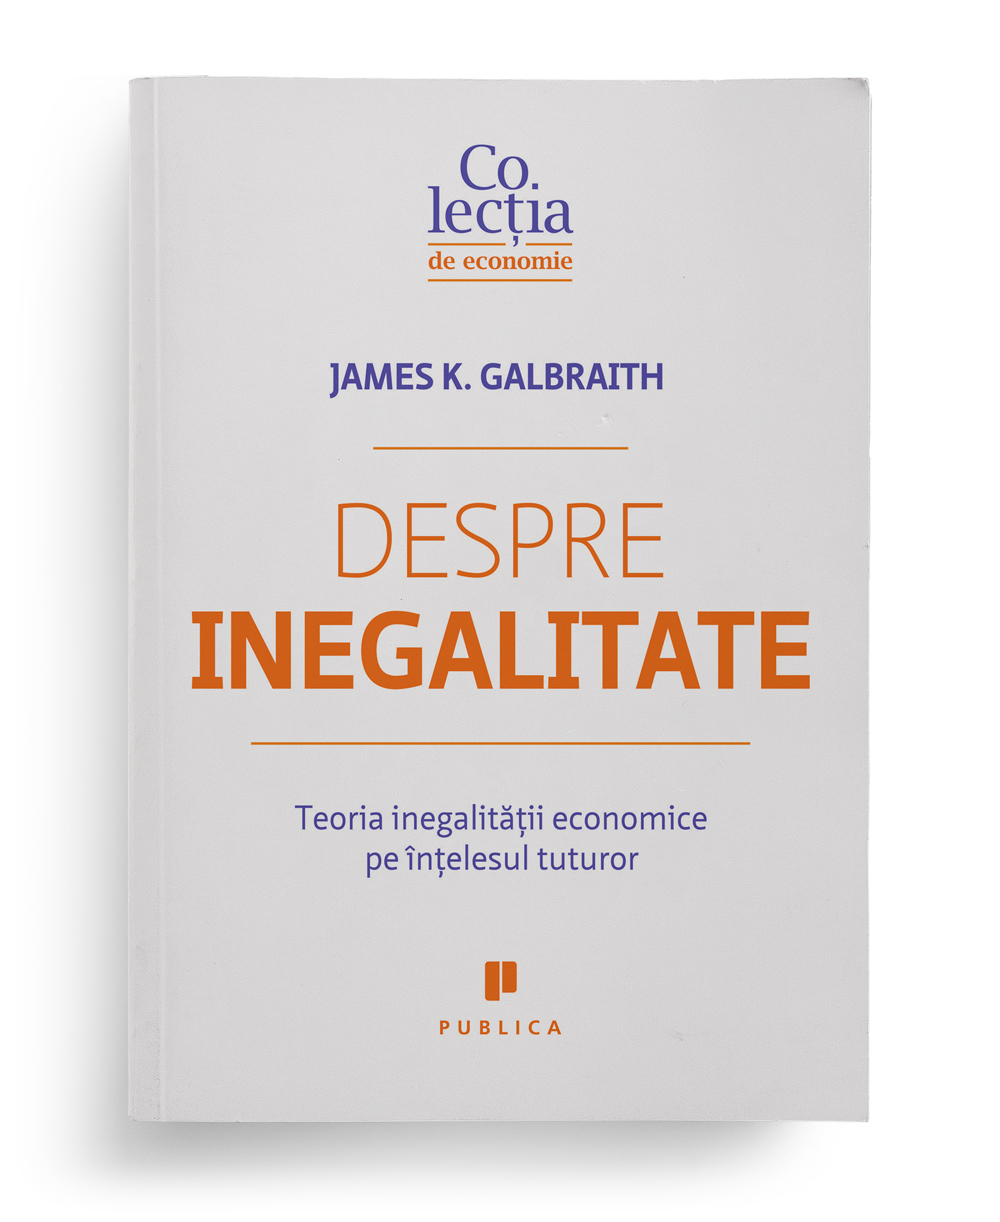 Co.
lecția
de economie
JAMES K. GALBRAITH
DESPRE
INEGALITATE
Teoria inegalității economice
pe înțelesul tuturor
PUBLICA